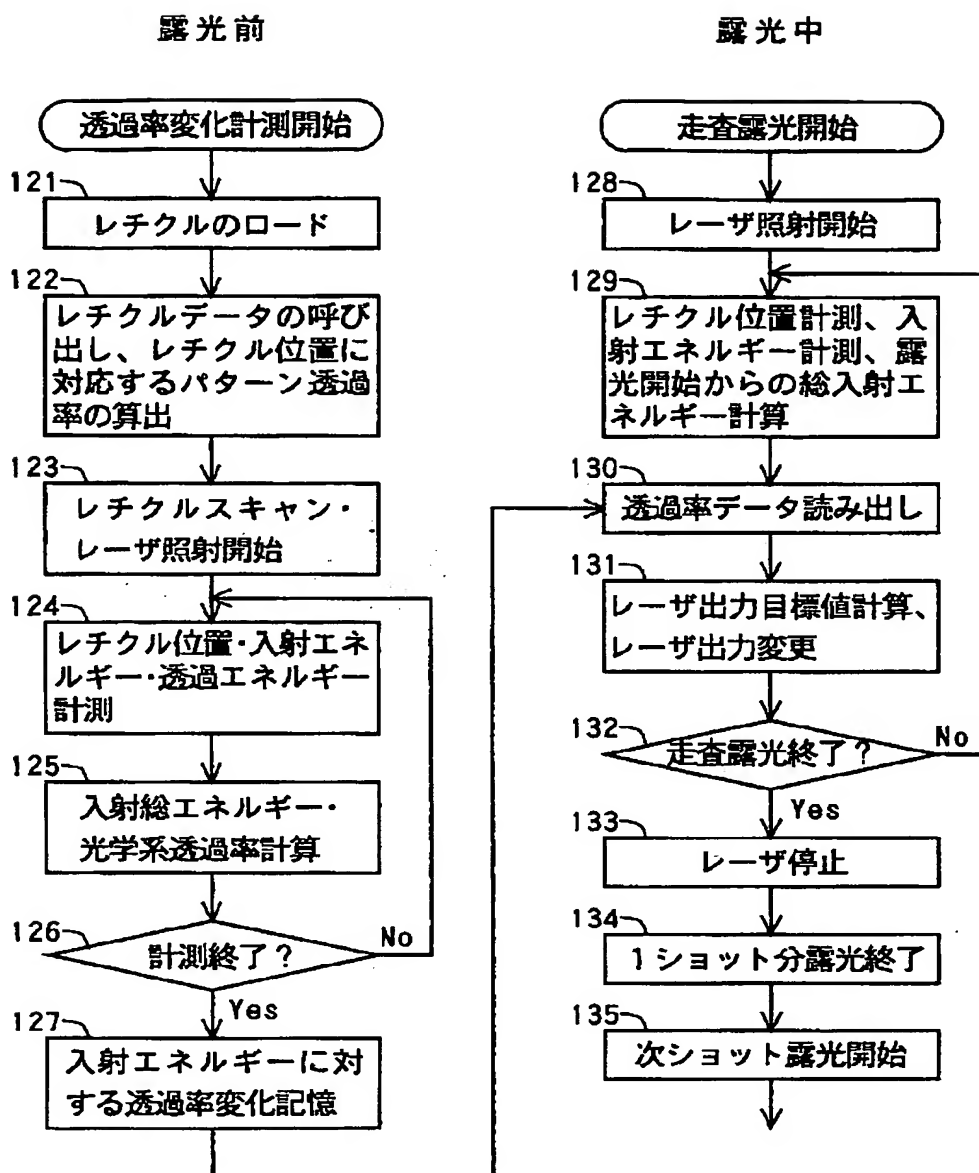 露光前
透過率変化計測開始
121
レチクルのロード
122
レチクルデータの呼び
出し、レチクル位置に
対応するパターン透過
率の算出
123
レチクルスキャン・
レーザ照射開始
124
レチクル位置・入射エネ
ルギー・透過エネルギー
計測
125
入射総エネルギー・
光学系透過率計算
126
計測終了?
No
Yes
127
入射エネルギーに対
する透過率変化記憶
露光中
走査露光開始
128
レーザ照射開始
129
レチクル位置計測、入
射エネルギー計測、露
光開始からの総入射エ
ネルギー計算
130
透過率データ読み出し
131
レーザ出力目標値計算、
レーザ出力変更
132
走査露光終了?
No
Yes
133
レーザ停止
134
1ショット分露光終了
135
次ショット露光開始